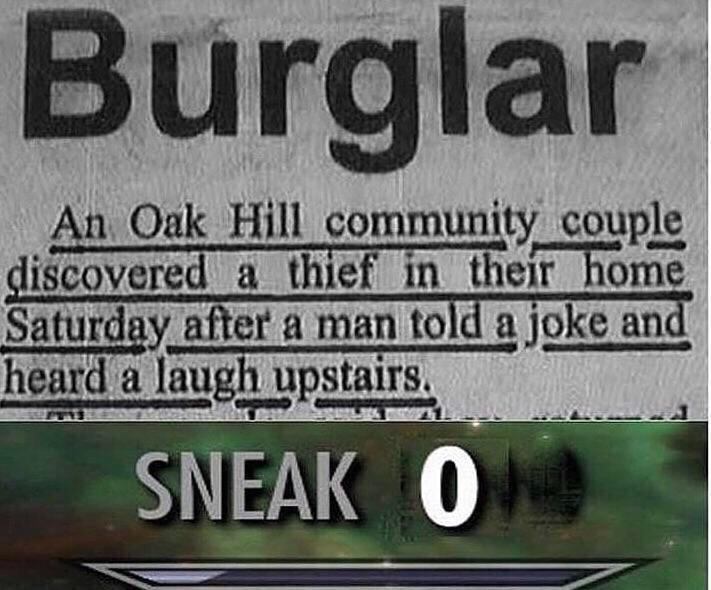 Burglar
An Oak Hill community couple
discovered a thief in their home
Saturday after a man told a joke and
heard a laugh upstairs.
SNEAK 0